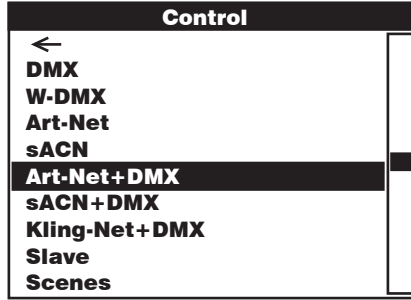 Control
←
DMX
W-DMX
Art-Net
sACN
Art-Net+DMX
sACN+DMX
Kling-Net+DMX
Slave
Scenes